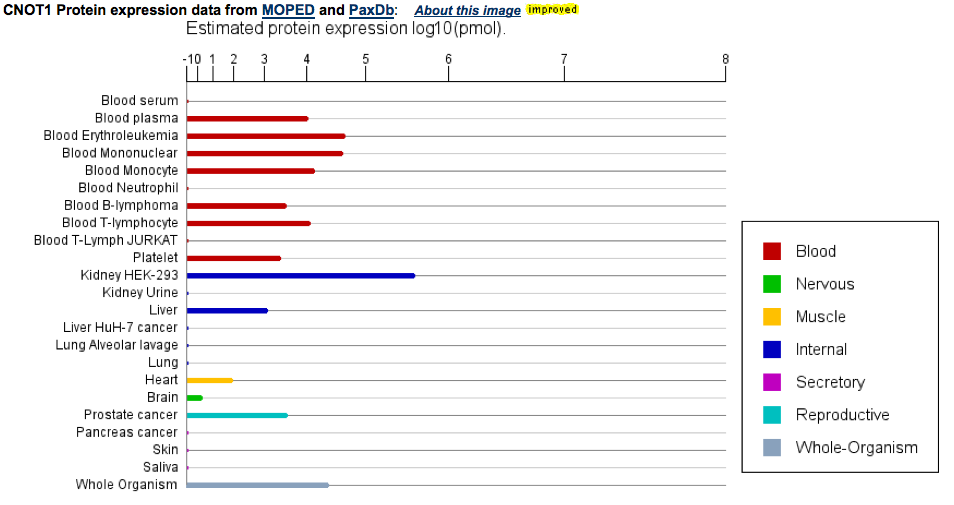 CNOT1 Protein expression data from MOPED and PaxDb: About this image improved
Estimated protein expression log10(pmol).
-10 1 2 3 4 5 6 7 8
Blood serum
Blood plasma
Blood Erythroleukemia
Blood Mononuclear
Blood Monocyte
Blood Neutrophil
Blood B-lymphoma
Blood T-lymphocyte
Blood T-Lymph JURKAT
Platelet
Kidney HEK-293
Kidney Urine
Liver
Liver HuH-7 cancer
Lung Alveolar lavage
Lung
Heart
Brain
Prostate cancer
Pancreas cancer
Skin
Saliva
Whole Organism
Blood
Nervous
Muscle
Internal
Secretory
Reproductive
Whole-Organism